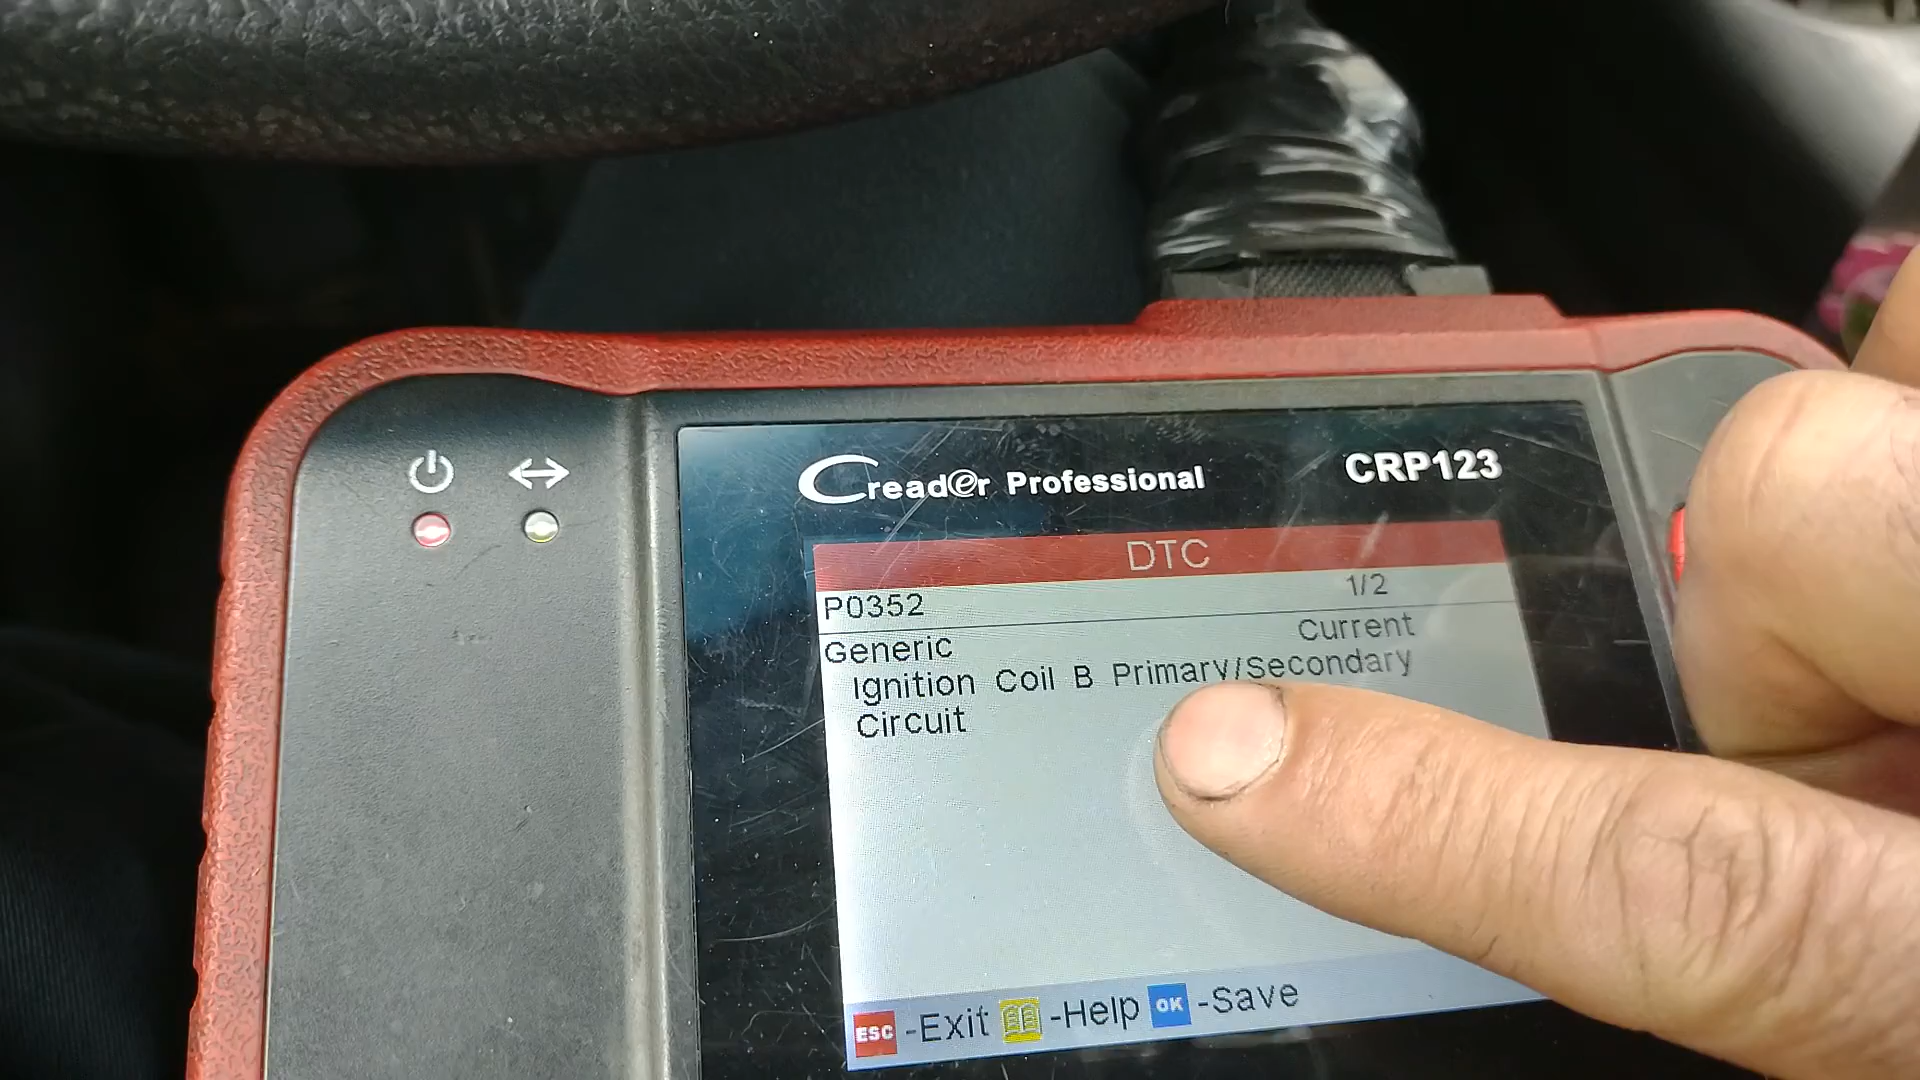 Creader Professional CRP123
DTC
P0352 1/2
Generic Current
Ignition Coil B Primary/Secondary
Circuit
ESC -Exit -Help OK -Save